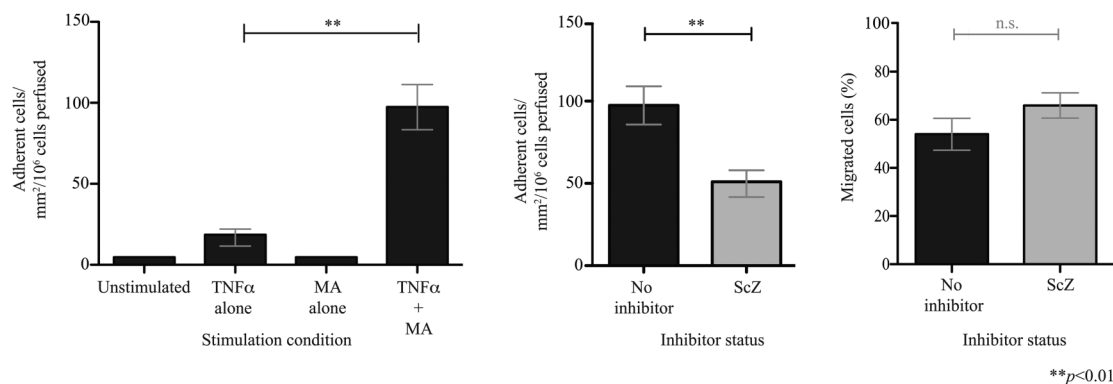 Adherent cells/
mm²/10⁶ cells perfused
150
100
50
0
**
Unstimulated
TNFα
alone
MA
alone
TNFα
+
MA
Stimulation condition
Adherent cells/
mm²/10⁶ cells perfused
150
100
50
0
**
No
inhibitor
ScZ
Inhibitor status
Migrated cells (%)
100
80
60
40
20
0
n.s.
No
inhibitor
ScZ
Inhibitor status
**p<0.01